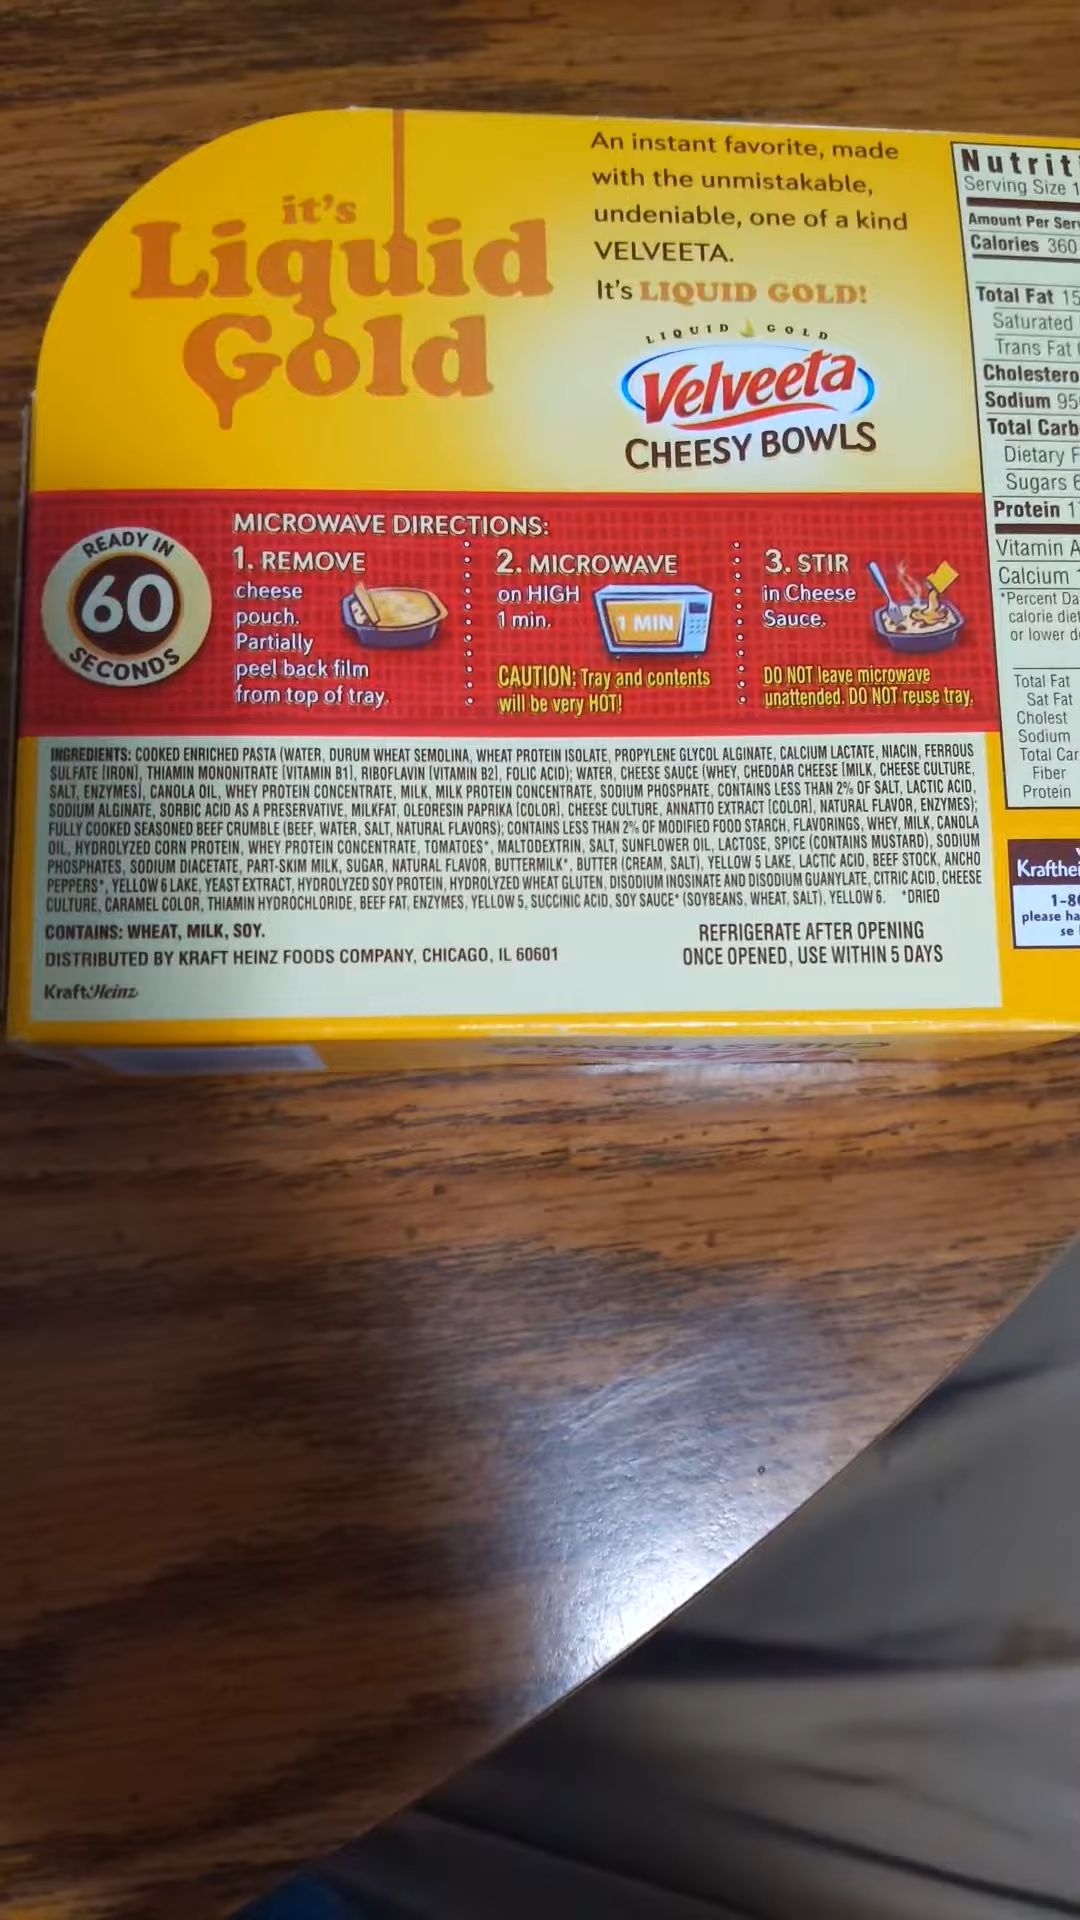 it's
Liquid
Gold
An instant favorite, made
with the unmistakable,
undeniable, one of a kind
VELVEETA.
It's LIQUID GOLD!
LIQUID GOLD
Velveeta
CHEESY BOWLS
READY IN
60
SECONDS
MICROWAVE DIRECTIONS:
1. REMOVE
cheese
pouch.
Partially
peel back film
from top of tray.
2. MICROWAVE
on HIGH
1 min.
1 MIN
CAUTION: Tray and contents
will be very HOT!
3. STIR
in Cheese
Sauce.
DO NOT leave microwave
unattended. DO NOT reuse tray.
INGREDIENTS: COOKED ENRICHED PASTA (WATER, DURUM WHEAT SEMOLINA, WHEAT PROTEIN ISOLATE, PROPYLENE GLYCOL ALGINATE, CALCIUM LACTATE, NIACIN, FERROUS
SULFATE [IRON], THIAMIN MONONITRATE [VITAMIN B1], RIBOFLAVIN [VITAMIN B2], FOLIC ACID); WATER, CHEESE SAUCE (WHEY, CHEDDAR CHEESE [MILK, CHEESE CULTURE,
SALT, ENZYMES], CANOLA OIL, WHEY PROTEIN CONCENTRATE, MILK, MILK PROTEIN CONCENTRATE, SODIUM PHOSPHATE, CONTAINS LESS THAN 2% OF SALT, LACTIC ACID,
SODIUM ALGINATE, SORBIC ACID AS A PRESERVATIVE, MILKFAT, OLEORESIN PAPRIKA [COLOR], CHEESE CULTURE, ANNATTO EXTRACT [COLOR], NATURAL FLAVOR, ENZYMES);
FULLY COOKED SEASONED BEEF CRUMBLE (BEEF, WATER, SALT, NATURAL FLAVORS); CONTAINS LESS THAN 2% OF MODIFIED FOOD STARCH, FLAVORINGS, WHEY, MILK, CANOLA
OIL, HYDROLYZED CORN PROTEIN, WHEY PROTEIN CONCENTRATE, TOMATOES*, MALTODEXTRIN, SALT, SUNFLOWER OIL, LACTOSE, SPICE (CONTAINS MUSTARD), SODIUM
PHOSPHATES, SODIUM DIACETATE, PART-SKIM MILK, SUGAR, NATURAL FLAVOR, BUTTERMILK*, BUTTER (CREAM, SALT), YELLOW 5 LAKE, LACTIC ACID, BEEF STOCK, ANCHO
PEPPERS*, YELLOW 6 LAKE, YEAST EXTRACT, HYDROLYZED SOY PROTEIN, HYDROLYZED WHEAT GLUTEN, DISODIUM INOSINATE AND DISODIUM GUANYLATE, CITRIC ACID, CHEESE
CULTURE, CARAMEL COLOR, THIAMIN HYDROCHLORIDE, BEEF FAT, ENZYMES, YELLOW 5, SUCCINIC ACID, SOY SAUCE* (SOYBEANS, WHEAT, SALT), YELLOW 6. *DRIED
CONTAINS: WHEAT, MILK, SOY.
DISTRIBUTED BY KRAFT HEINZ FOODS COMPANY, CHICAGO, IL 60601
KraftHeinz
REFRIGERATE AFTER OPENING
ONCE OPENED, USE WITHIN 5 DAYS
Nutrit
Serving Size 1
Amount Per Ser
Calories 360
Total Fat 15
Saturated
Trans Fat
Cholestero
Sodium 95
Total Carb
Dietary F
Sugars 6
Protein 1
Vitamin A
Calcium
*Percent Da
calorie die
or lower d
Total Fat
Sat Fat
Cholest
Sodium
Total Car
Fiber
Protein
Krafthei
1-8
please ha
se
CHEESY BOWL